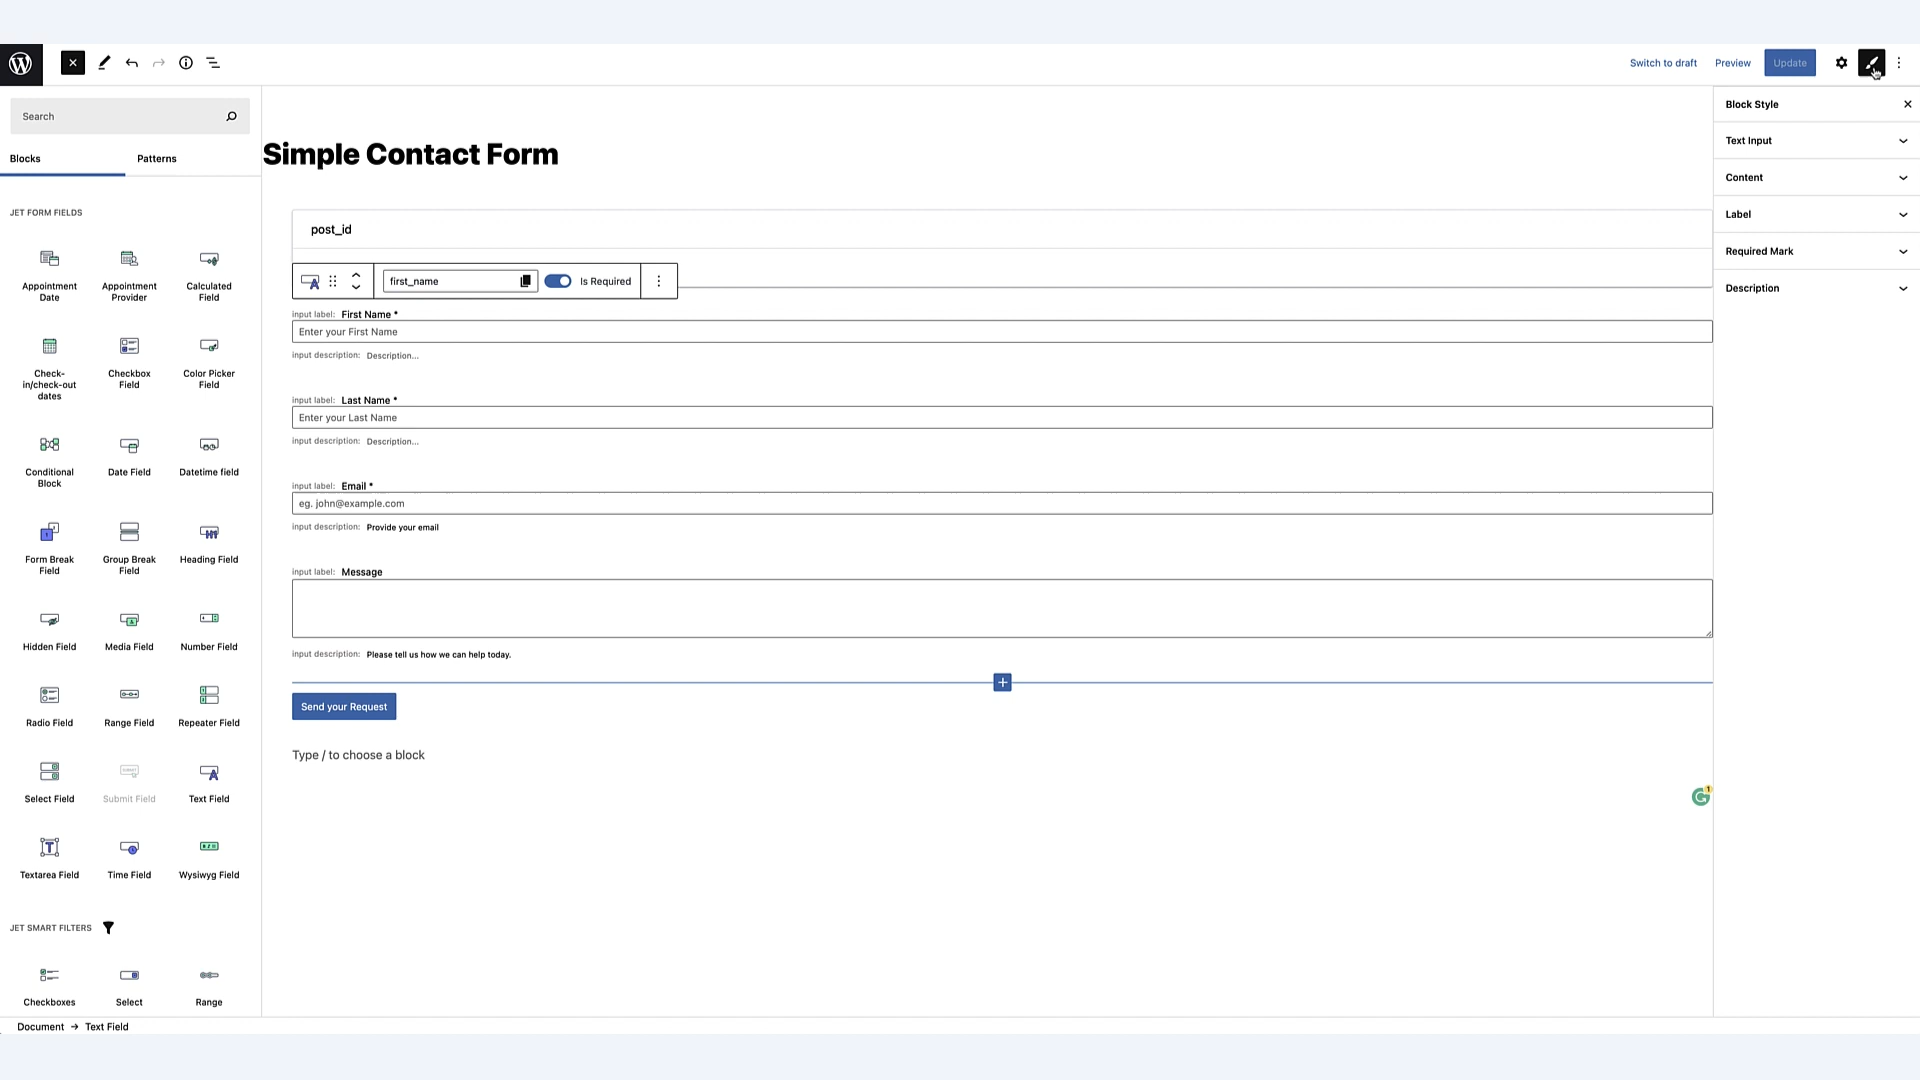 Switch to draft
Preview
Update
Search
Blocks
Patterns
JET FORM FIELDS
Appointment
Date
Appointment
Provider
Calculated
Field
Check-
in/check-out
dates
Checkbox
Field
Color Picker
Field
Conditional
Block
Date Field
Datetime field
Form Break
Field
Group Break
Field
Heading Field
Hidden Field
Media Field
Number Field
Radio Field
Range Field
Repeater Field
Select Field
SUBMIT
Submit Field
Text Field
Textarea Field
Time Field
Wysiwyg Field
JET SMART FILTERS
Checkboxes
Select
Range
Simple Contact Form
post_id
first_name
Is Required
input label: First Name *
Enter your First Name
input description: Description...
input label: Last Name *
Enter your Last Name
input description: Description...
input label: Email *
eg. john@example.com
input description: Provide your email
input label: Message
input description: Please tell us how we can help today.
Send your Request
Type / to choose a block
1
Block Style
Text Input
Content
Label
Required Mark
Description
Document → Text Field